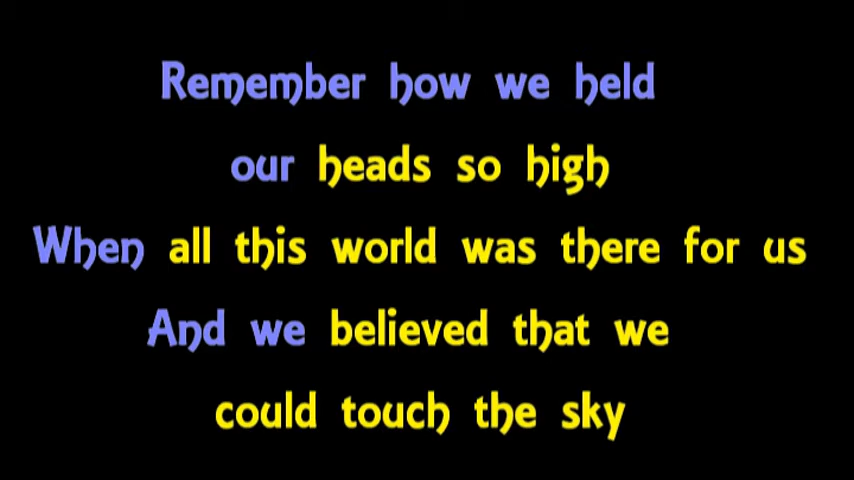 Remember how we held
our heads so high
When all this world was there for us
And we believed that we
could touch the sky